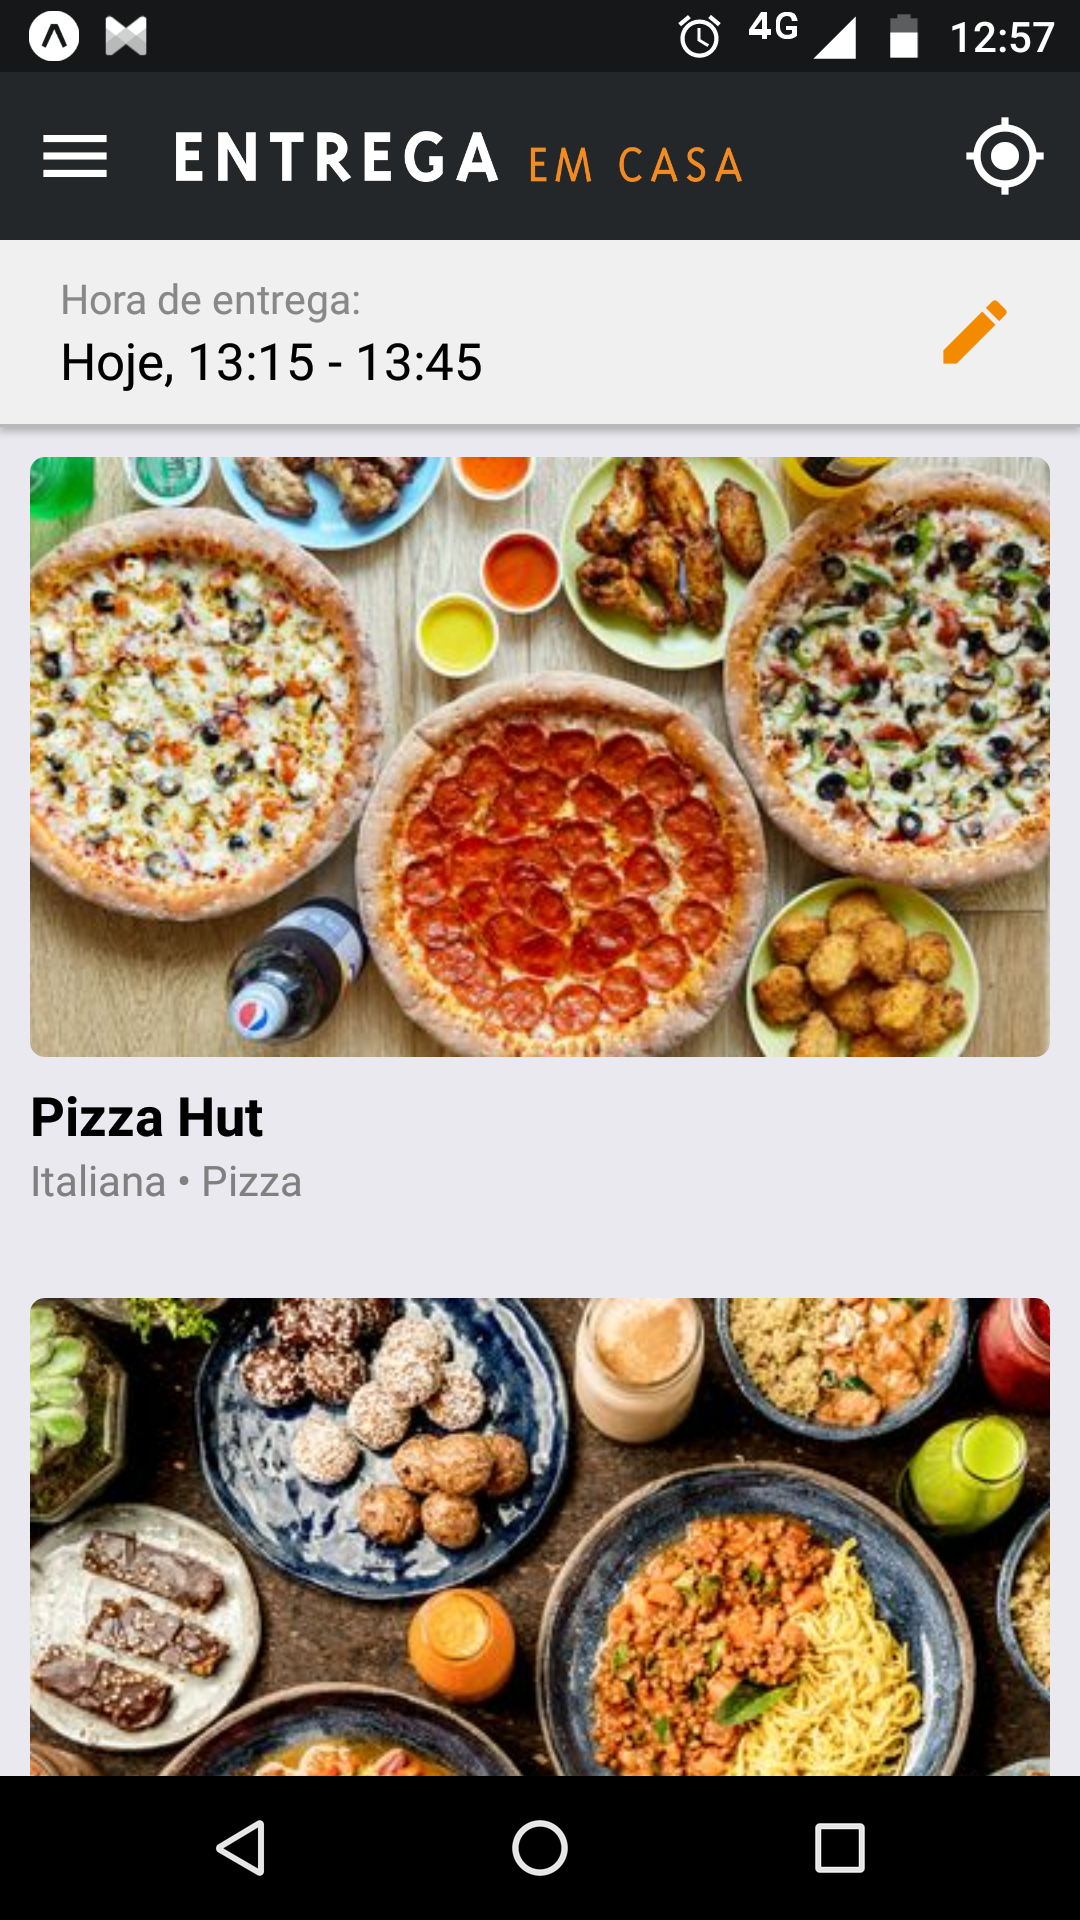 4G 12:57
ENTREGA EM CASA
Hora de entrega:
Hoje, 13:15 - 13:45
Pizza Hut
Italiana • Pizza